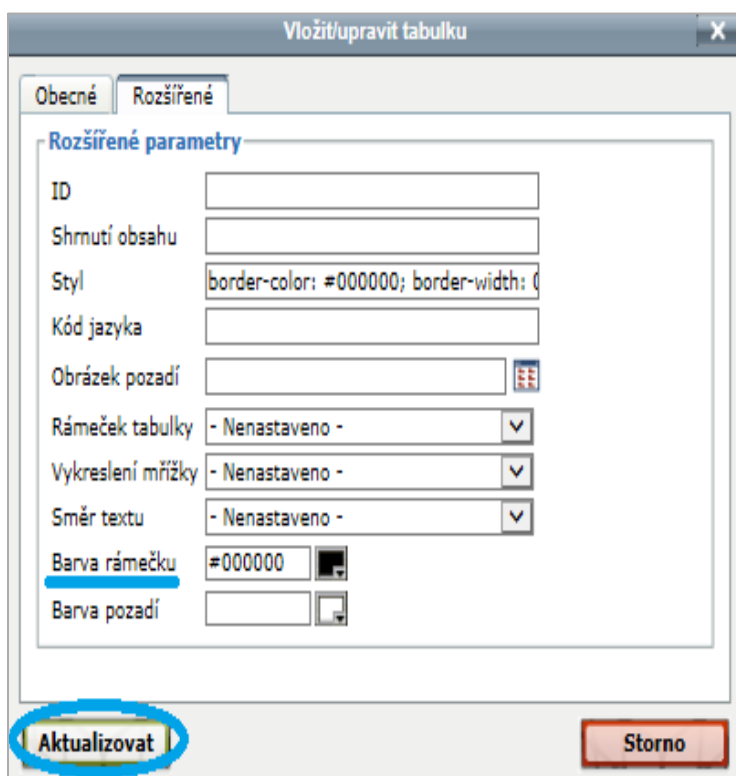 Vložit/upravit tabulku X
Obecné Rozšířené
Rozšířené parametry
ID
Shrnutí obsahu
Styl border-color: #000000; border-width: 0
Kód jazyka
Obrázek pozadí
Rámeček tabulky - Nenastaveno -
Vykreslení mřížky - Nenastaveno -
Směr textu - Nenastaveno -
Barva rámečku #000000
Barva pozadí
Aktualizovat Storno